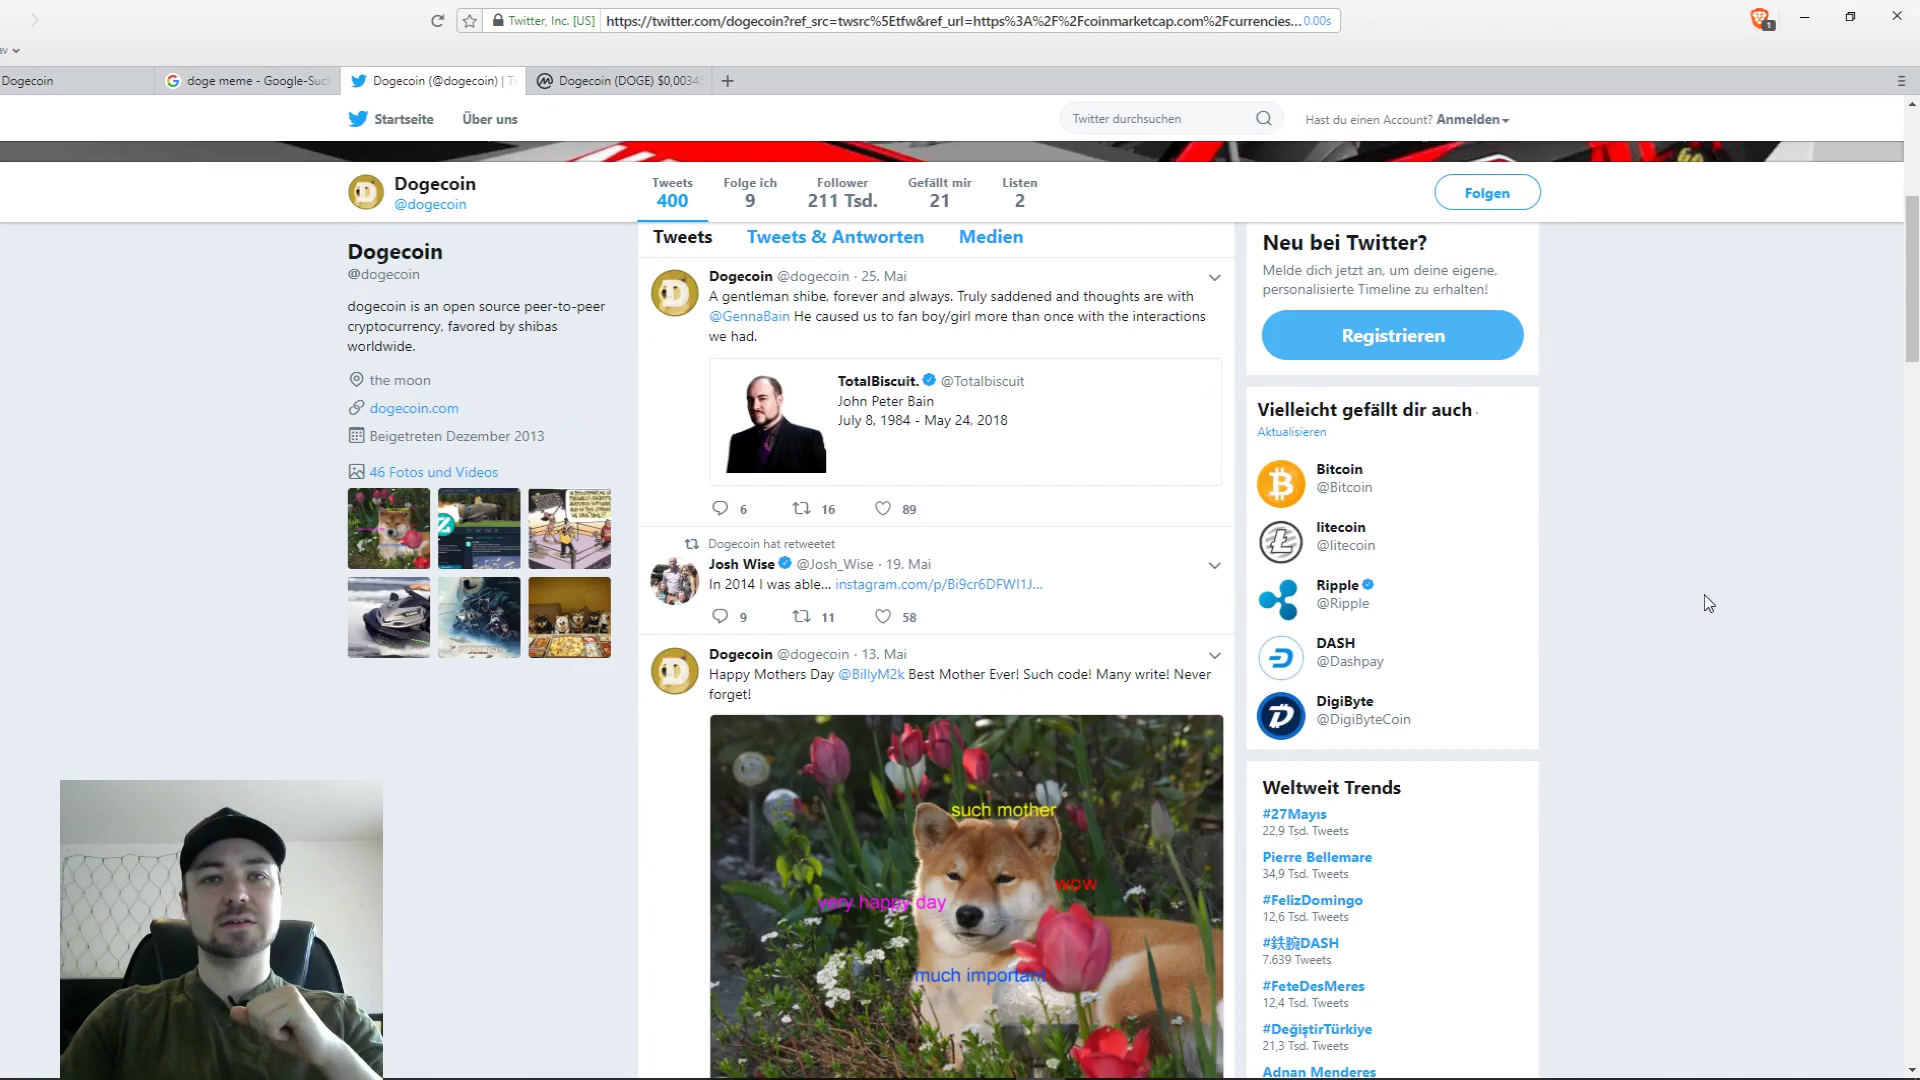 Twitter, Inc. [US]
https://twitter.com/dogecoin?ref_src=twsrc%5Etfw&ref_url=https%3A%2F%2Fcoinmarketcap.com%2Fcurrencies... 0.00s
1
Dogecoin
doge meme - Google-Suc
Dogecoin (@dogecoin) | T
Dogecoin (DOGE) $0,00345
Startseite
Über uns
Twitter durchsuchen
Hast du einen Account? Anmelden
Dogecoin
@dogecoin
Tweets
400
Folge ich
9
Follower
211 Tsd.
Gefällt mir
21
Listen
2
Folgen
Dogecoin
@dogecoin
dogecoin is an open source peer-to-peer
cryptocurrency, favored by shibas
worldwide.
the moon
dogecoin.com
Beigetreten Dezember 2013
46 Fotos und Videos
Tweets
Tweets & Antworten
Medien
Dogecoin @dogecoin · 25. Mai
A gentleman shibe, forever and always. Truly saddened and thoughts are with
@GennaBain He caused us to fan boy/girl more than once with the interactions
we had.
TotalBiscuit. @Totalbiscuit
John Peter Bain
July 8, 1984 - May 24, 2018
6 16 89
Dogecoin hat retweetet
Josh Wise @Josh_Wise · 19. Mai
In 2014 I was able... instagram.com/p/Bi9cr6DFWI1J...
9 11 58
Dogecoin @dogecoin · 13. Mai
Happy Mothers Day @BillyM2k Best Mother Ever! Such code! Many write! Never
forget!
such mother
wow
very happy day
much important
Neu bei Twitter?
Melde dich jetzt an, um deine eigene,
personalisierte Timeline zu erhalten!
Registrieren
Vielleicht gefällt dir auch ·
Aktualisieren
Bitcoin
@Bitcoin
litecoin
@litecoin
Ripple
@Ripple
DASH
@Dashpay
DigiByte
@DigiByteCoin
Weltweit Trends
#27Mayıs
22,9 Tsd. Tweets
Pierre Bellemare
34,9 Tsd. Tweets
#FelizDomingo
12,6 Tsd. Tweets
#鉄腕DASH
7.639 Tweets
#FeteDesMeres
12,4 Tsd. Tweets
#DeğiştirTürkiye
21,3 Tsd. Tweets
Adnan Menderes